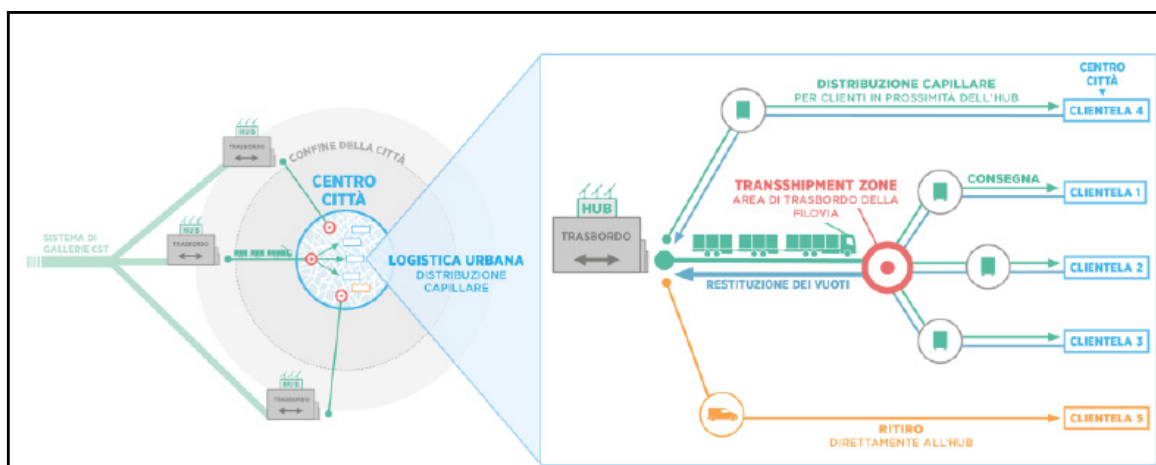 HUB
TRASBORDO
CONFINE DELLA CITTÀ
CENTRO
CITTÀ
SISTEMA DI
GALLERIE CST
HUB
TRASBORDO
LOGISTICA URBANA
DISTRIBUZIONE
CAPILLARE
HUB
TRASBORDO
DISTRIBUZIONE CAPILLARE
PER CLIENTI IN PROSSIMITÀ DELL'HUB
CENTRO
CITTÀ
CLIENTELA 4
TRANSSHIPMENT ZONE
AREA DI TRASBORDO DELLA
FILOVIA
CONSEGNA
CLIENTELA 1
HUB
TRASBORDO
CLIENTELA 2
RESTITUZIONE DEI VUOTI
CLIENTELA 3
CLIENTELA 5
RITIRO
DIRETTAMENTE ALL'HUB